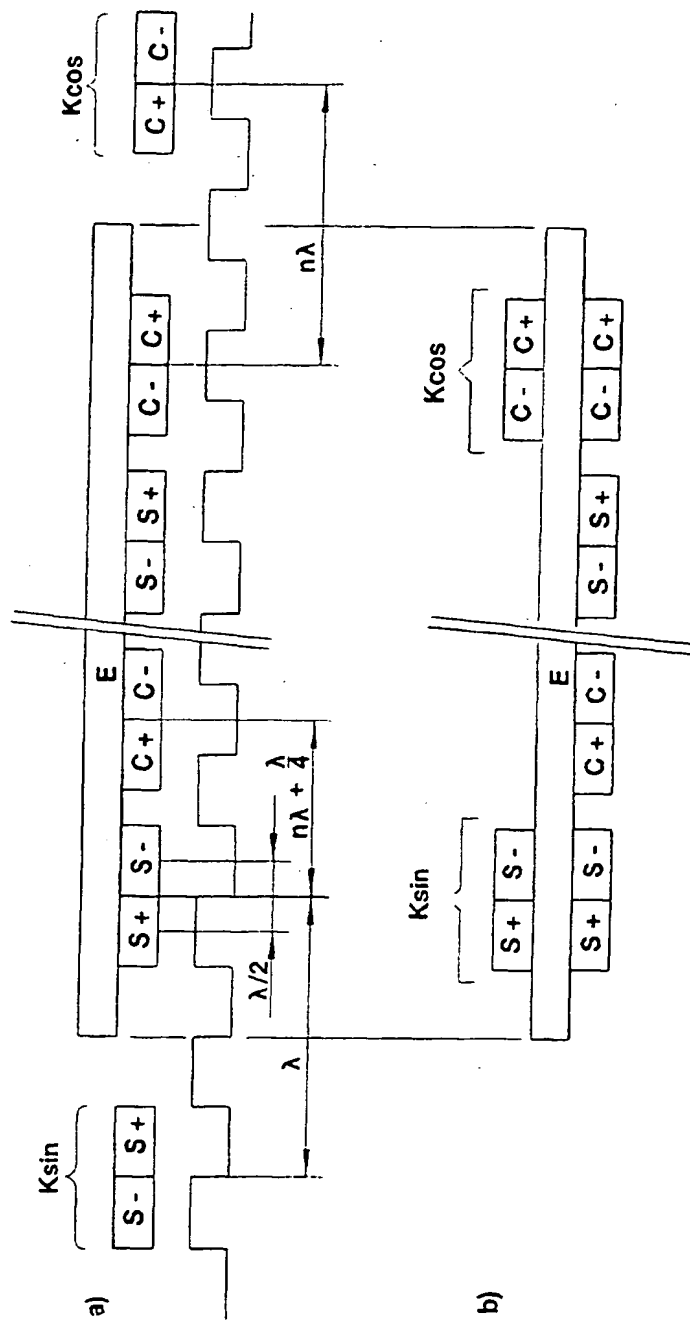 a)
Ksin
S- S+
E
S+ S- C+ C- S- S+ C- C+
Kcos
C+ C-
λ/2
nλ + λ/4
λ
nλ
b)
Ksin
S+ S-
Kcos
C- C+
E
S+ S- C+ C- S- S+ C- C+